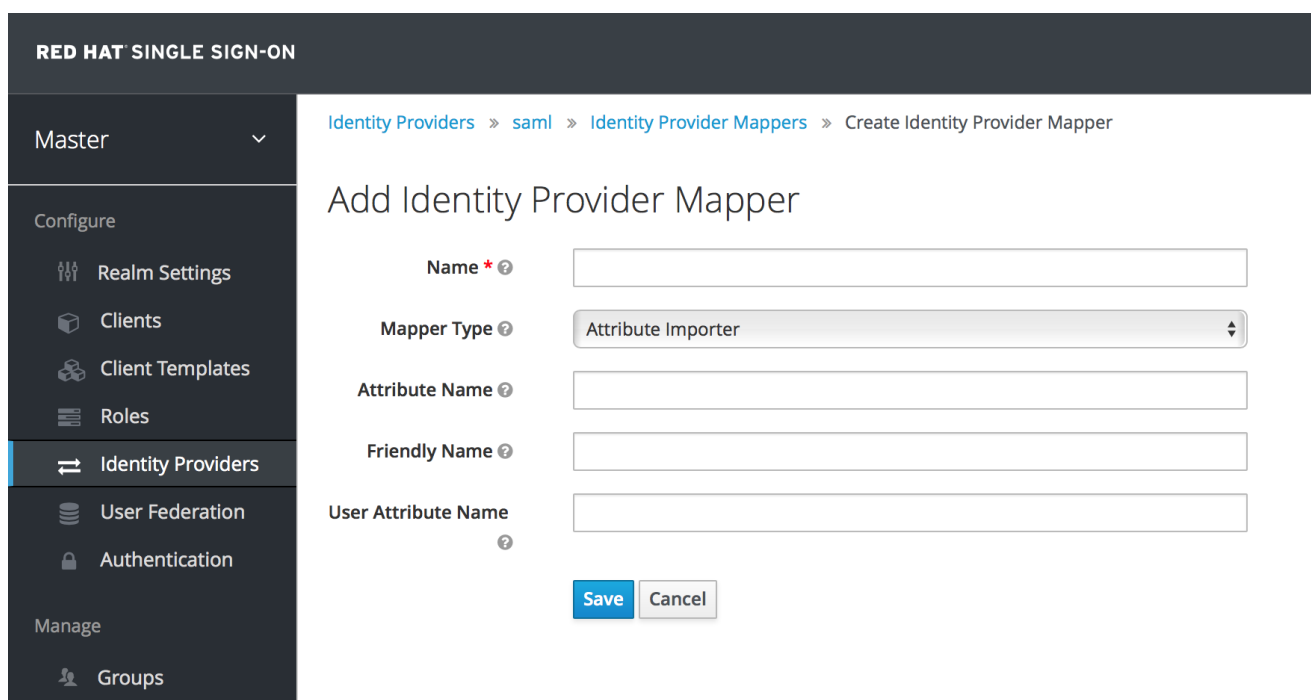 RED HAT® SINGLE SIGN-ON
Master
Identity Providers » saml » Identity Provider Mappers » Create Identity Provider Mapper
Add Identity Provider Mapper
Configure
Realm Settings
Clients
Client Templates
Roles
Identity Providers
User Federation
Authentication
Manage
Groups
Name *
Mapper Type
Attribute Importer
Attribute Name
Friendly Name
User Attribute Name
Save
Cancel